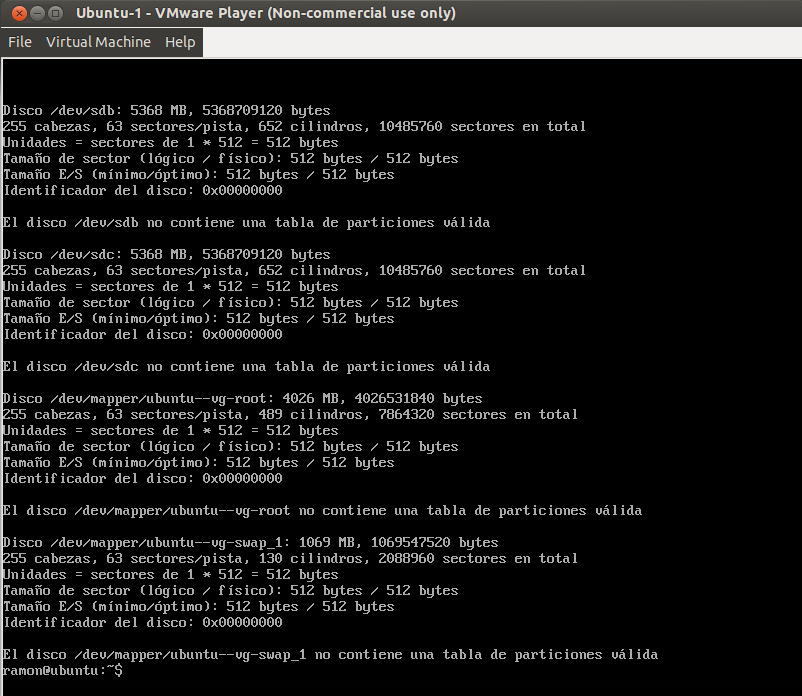 Ubuntu-1 - VMware Player (Non-commercial use only)
File Virtual Machine Help
Disco /dev/sdb: 5368 MB, 5368709120 bytes
255 cabezas, 63 sectores/pista, 652 cilindros, 10485760 sectores en total
Unidades = sectores de 1 * 512 = 512 bytes
Tamaño de sector (lógico / físico): 512 bytes / 512 bytes
Tamaño E/S (mínimo/óptimo): 512 bytes / 512 bytes
Identificador del disco: 0x00000000
El disco /dev/sdb no contiene una tabla de particiones válida
Disco /dev/sdc: 5368 MB, 5368709120 bytes
255 cabezas, 63 sectores/pista, 652 cilindros, 10485760 sectores en total
Unidades = sectores de 1 * 512 = 512 bytes
Tamaño de sector (lógico / físico): 512 bytes / 512 bytes
Tamaño E/S (mínimo/óptimo): 512 bytes / 512 bytes
Identificador del disco: 0x00000000
El disco /dev/sdc no contiene una tabla de particiones válida
Disco /dev/mapper/ubuntu--vg-root: 4026 MB, 4026531840 bytes
255 cabezas, 63 sectores/pista, 489 cilindros, 7864320 sectores en total
Unidades = sectores de 1 * 512 = 512 bytes
Tamaño de sector (lógico / físico): 512 bytes / 512 bytes
Tamaño E/S (mínimo/óptimo): 512 bytes / 512 bytes
Identificador del disco: 0x00000000
El disco /dev/mapper/ubuntu--vg-root no contiene una tabla de particiones válida
Disco /dev/mapper/ubuntu--vg-swap_1: 1069 MB, 1069547520 bytes
255 cabezas, 63 sectores/pista, 130 cilindros, 2088960 sectores en total
Unidades = sectores de 1 * 512 = 512 bytes
Tamaño de sector (lógico / físico): 512 bytes / 512 bytes
Tamaño E/S (mínimo/óptimo): 512 bytes / 512 bytes
Identificador del disco: 0x00000000
El disco /dev/mapper/ubuntu--vg-swap_1 no contiene una tabla de particiones válida
ramon@ubuntu:~$